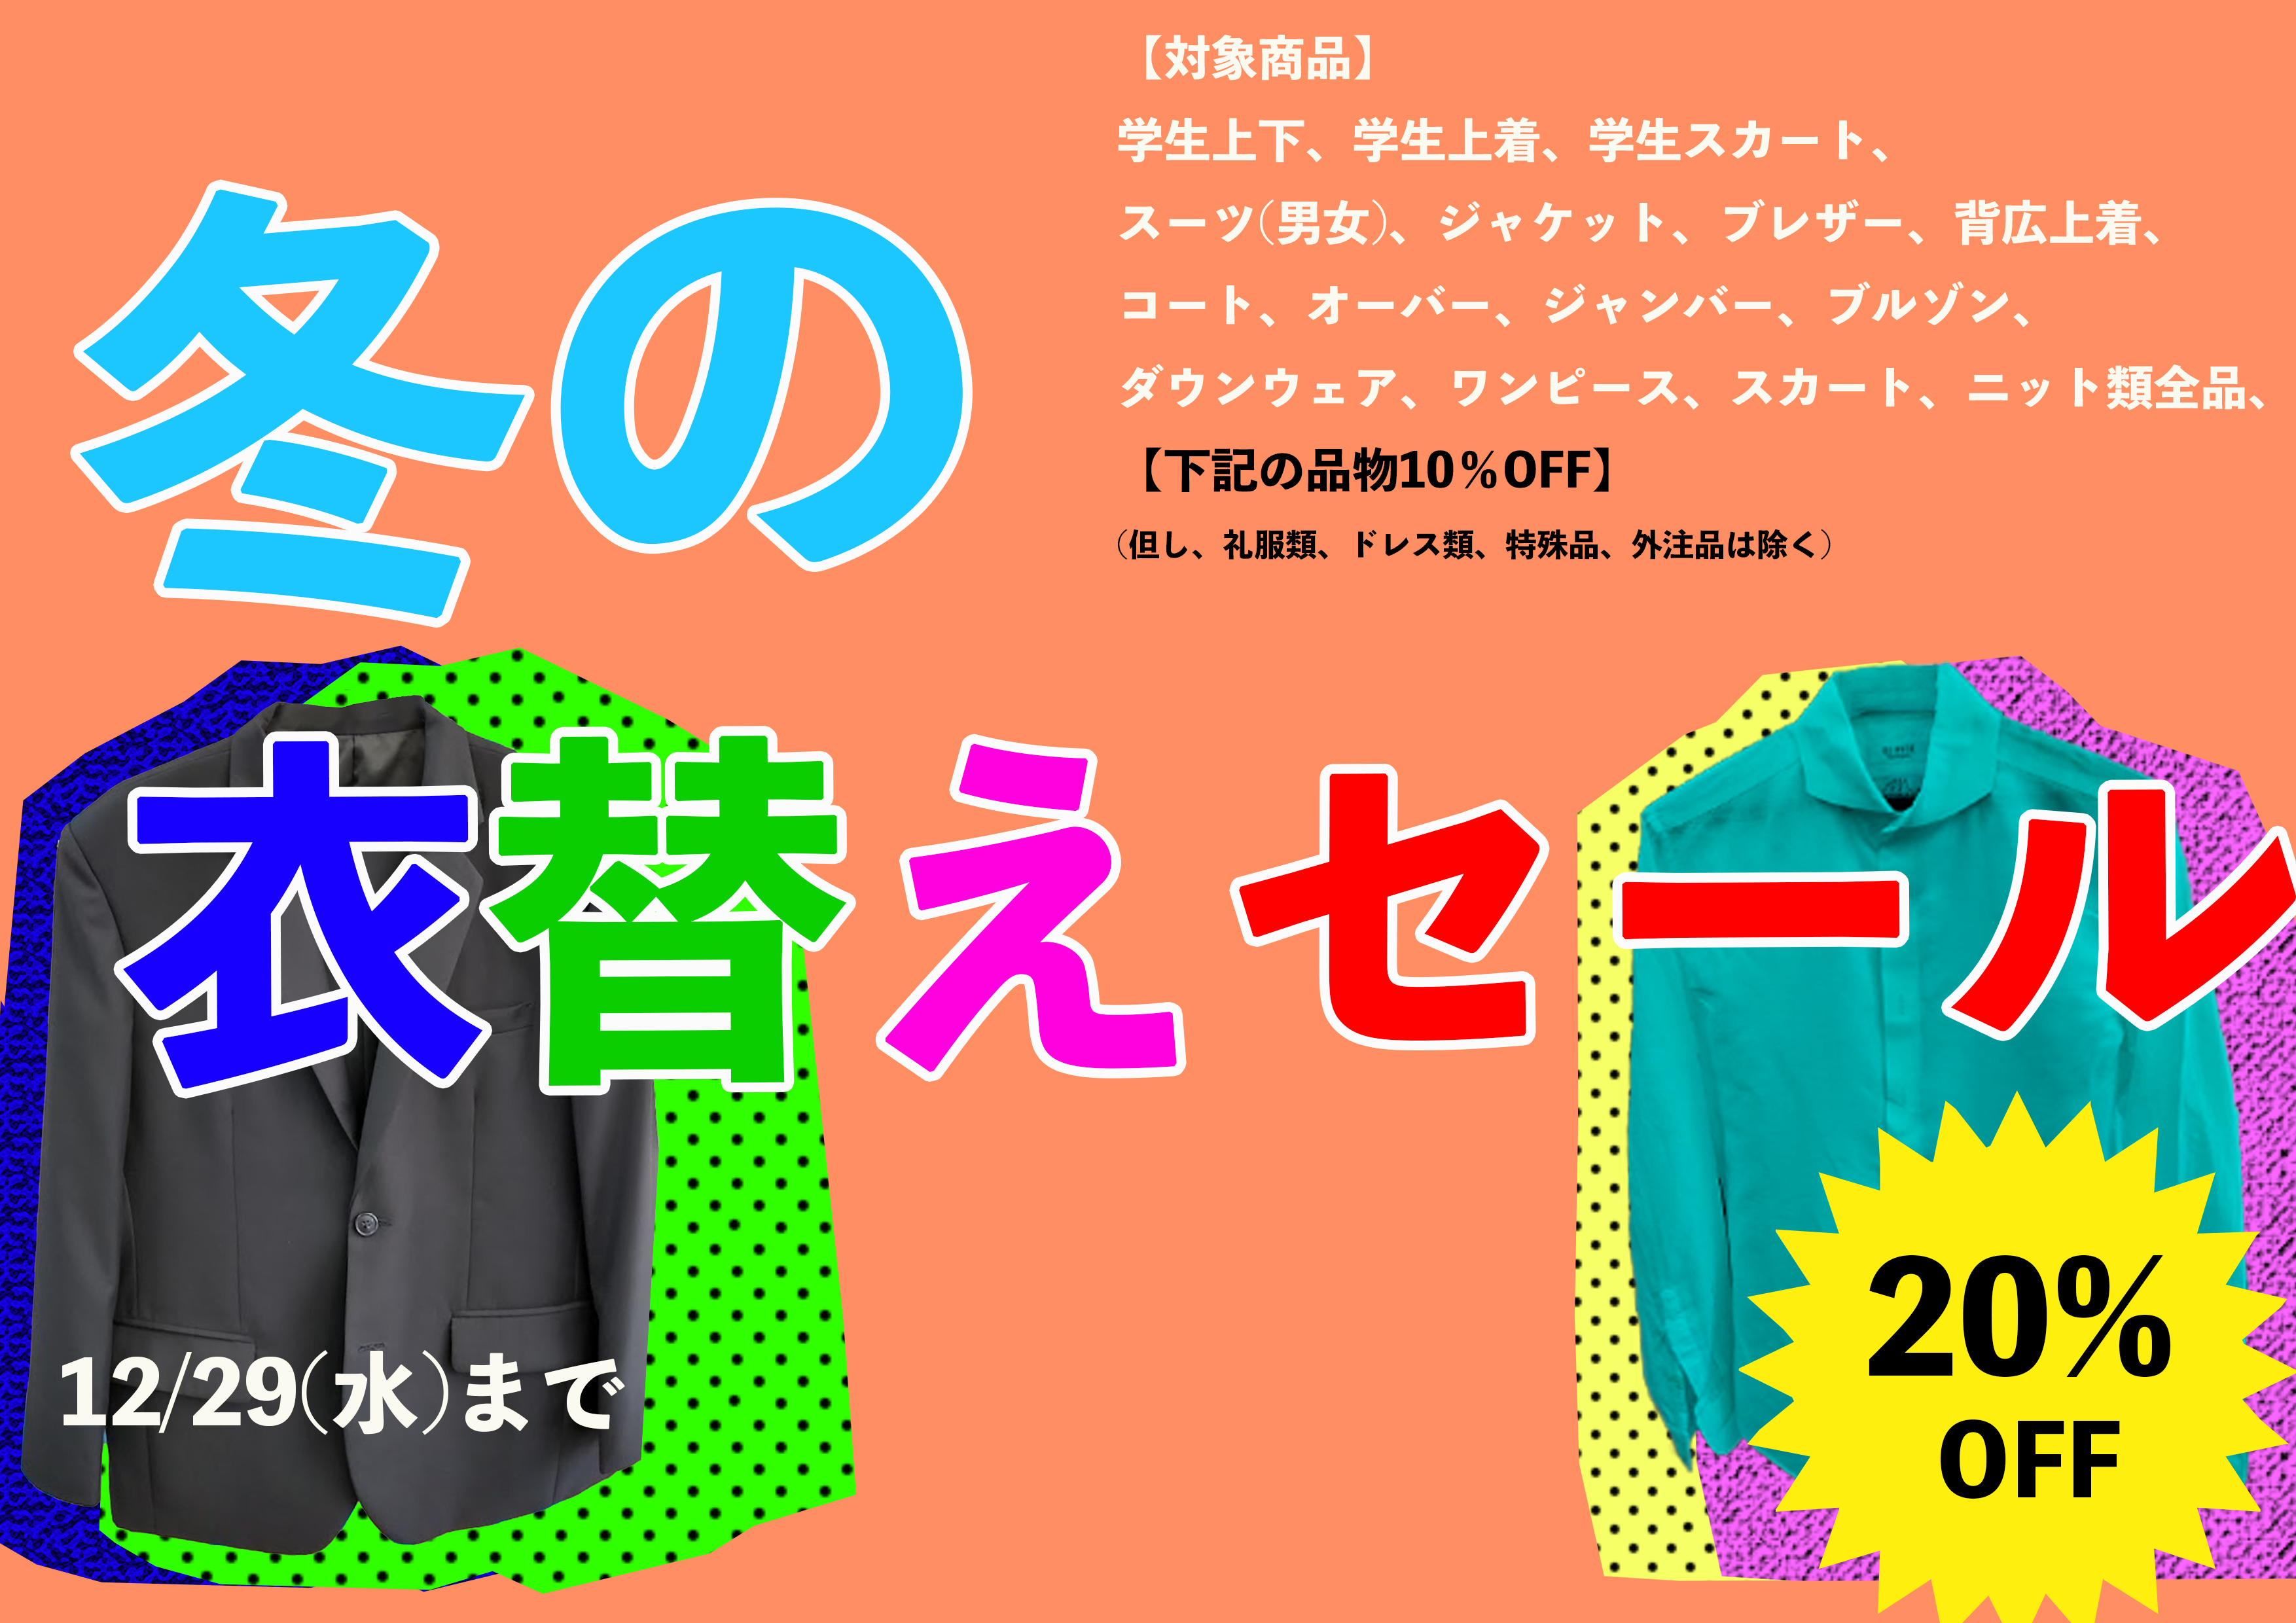 【対象商品】
学生上下、学生上着、学生スカート、
スーツ(男女)、ジャケット、ブレザー、背広上着、
コート、オーバー、ジャンバー、ブルゾン、
ダウンウェア、ワンピース、スカート、ニット類全品、
【下記の品物10%OFF】
(但し、礼服類、ドレス類、特殊品、外注品は除く)
冬の
衣替えセール
12/29(水)まで
20%
OFF